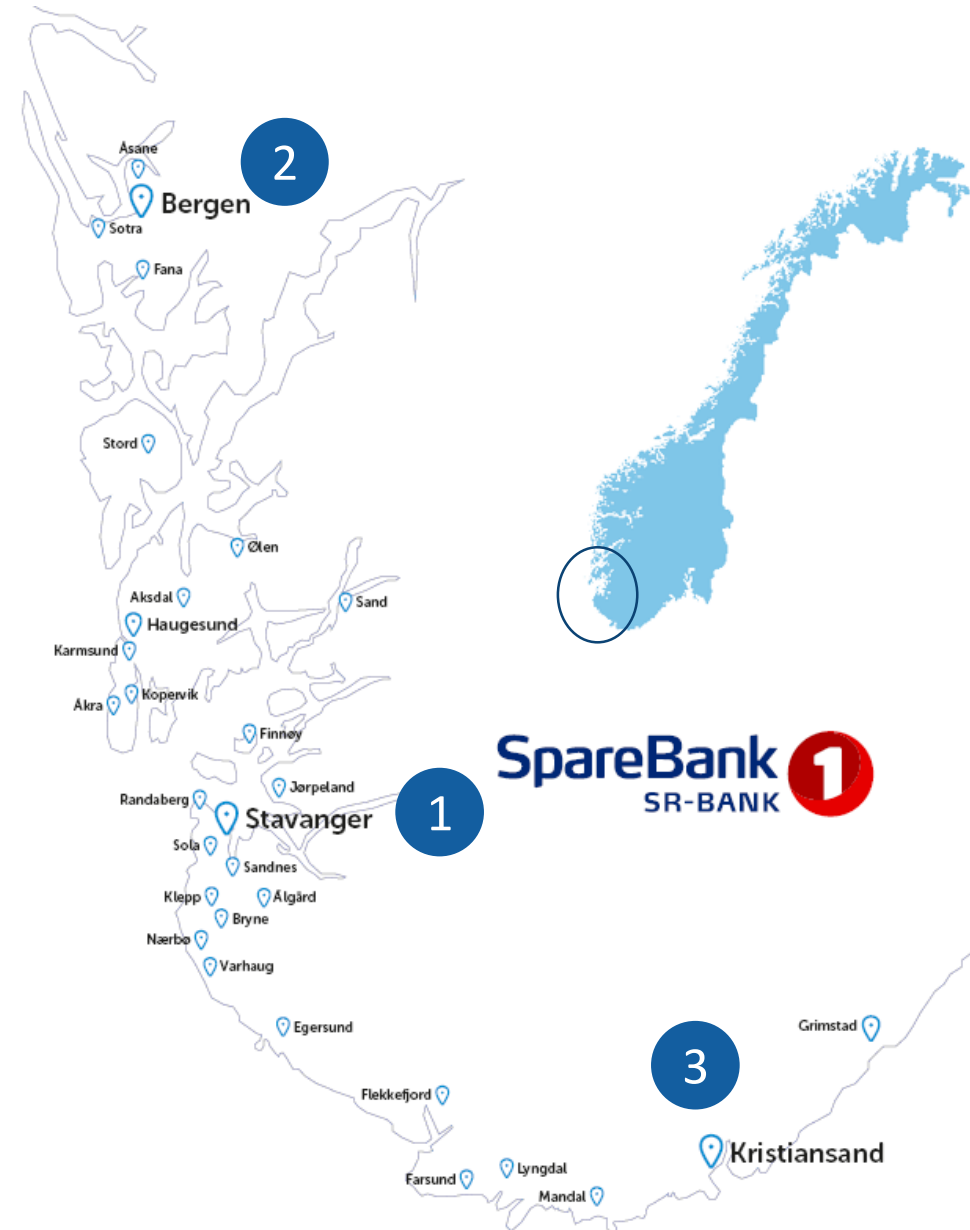 Åsane
2
Bergen
Sotra
Fana
Stord
Ølen
Aksdal
Sand
Haugesund
Karmsund
Kopervik
Åkra
Finnøy
SpareBank 1
SR-BANK
Jørpeland
Randaberg
Stavanger
1
Sola
Sandnes
Klepp
Ålgård
Bryne
Nærbø
Varhaug
Egersund
Grimstad
3
Flekkefjord
Kristiansand
Lyngdal
Farsund
Mandal